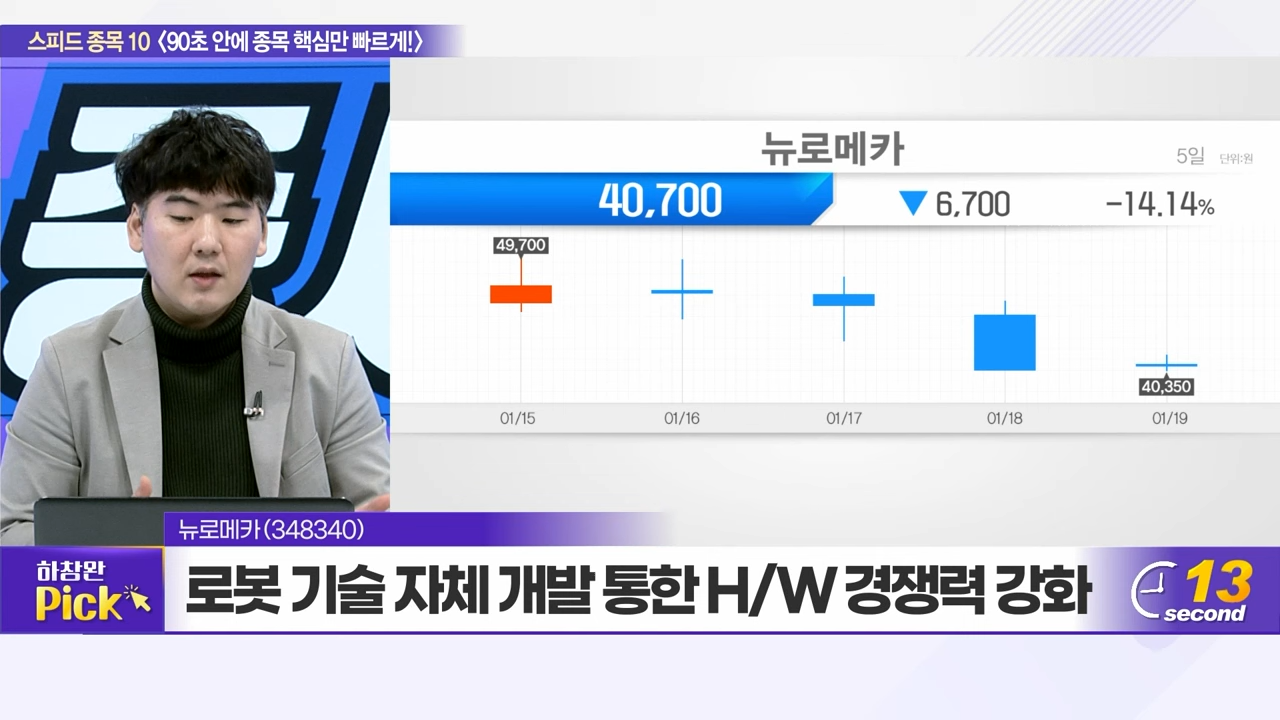 스피드 종목 10 〈90초 안에 종목 핵심만 빠르게!〉
뉴로메카
5일 단위:원
40,700 ▼ 6,700 -14.14%
49,700
40,350
01/15 01/16 01/17 01/18 01/19
뉴로메카(348340)
하창완
Pick
로봇 기술 자체 개발 통한 H/W 경쟁력 강화
13
second